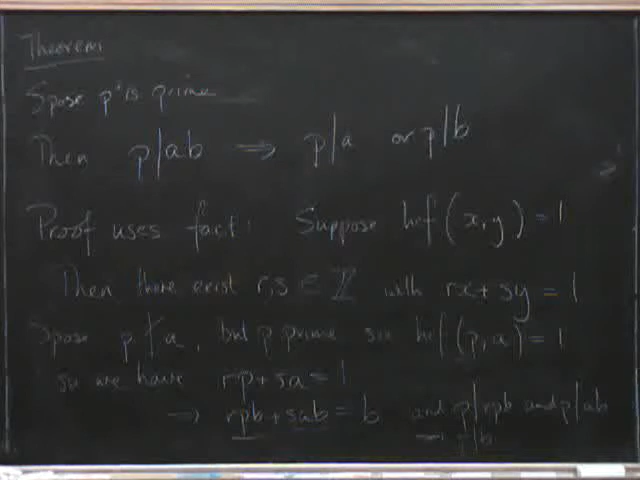 Theorem
Spose p is prime
Then p|ab ⟹ p|a or p|b
Proof uses fact: Suppose hcf(x,y) = 1
Then there exist r,s ∈ ℤ with rx + sy = 1
Spose p∤a, but p prime so hcf(p,a) = 1
so we have rp + sa = 1
→ rpb + sab = b and p|rpb and p|ab
⟹ p|b